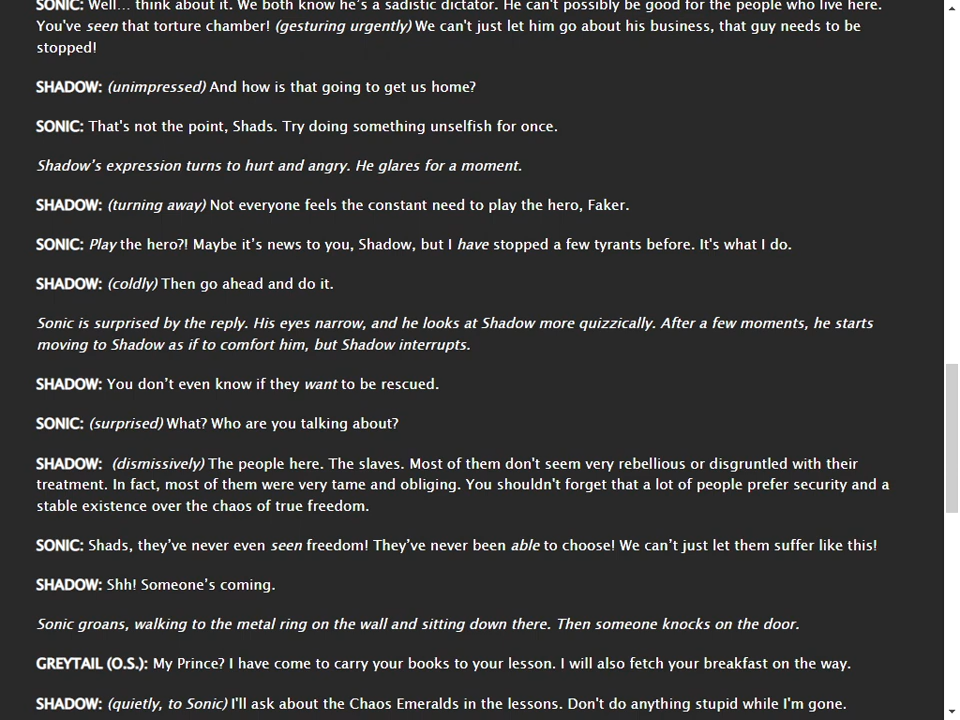 SONIC: Well... think about it. We both know he's a sadistic dictator. He can't possibly be good for the people who live here.
You've seen that torture chamber! (gesturing urgently) We can't just let him go about his business, that guy needs to be
stopped!
SHADOW: (unimpressed) And how is that going to get us home?
SONIC: That's not the point, Shads. Try doing something unselfish for once.
Shadow's expression turns to hurt and angry. He glares for a moment.
SHADOW: (turning away) Not everyone feels the constant need to play the hero, Faker.
SONIC: Play the hero?! Maybe it's news to you, Shadow, but I have stopped a few tyrants before. It's what I do.
SHADOW: (coldly) Then go ahead and do it.
Sonic is surprised by the reply. His eyes narrow, and he looks at Shadow more quizzically. After a few moments, he starts
moving to Shadow as if to comfort him, but Shadow interrupts.
SHADOW: You don't even know if they want to be rescued.
SONIC: (surprised) What? Who are you talking about?
SHADOW: (dismissively) The people here. The slaves. Most of them don't seem very rebellious or disgruntled with their
treatment. In fact, most of them were very tame and obliging. You shouldn't forget that a lot of people prefer security and a
stable existence over the chaos of true freedom.
SONIC: Shads, they've never even seen freedom! They've never been able to choose! We can't just let them suffer like this!
SHADOW: Shh! Someone's coming.
Sonic groans, walking to the metal ring on the wall and sitting down there. Then someone knocks on the door.
GREYTAIL (O.S.): My Prince? I have come to carry your books to your lesson. I will also fetch your breakfast on the way.
SHADOW: (quietly, to Sonic) I'll ask about the Chaos Emeralds in the lessons. Don't do anything stupid while I'm gone.